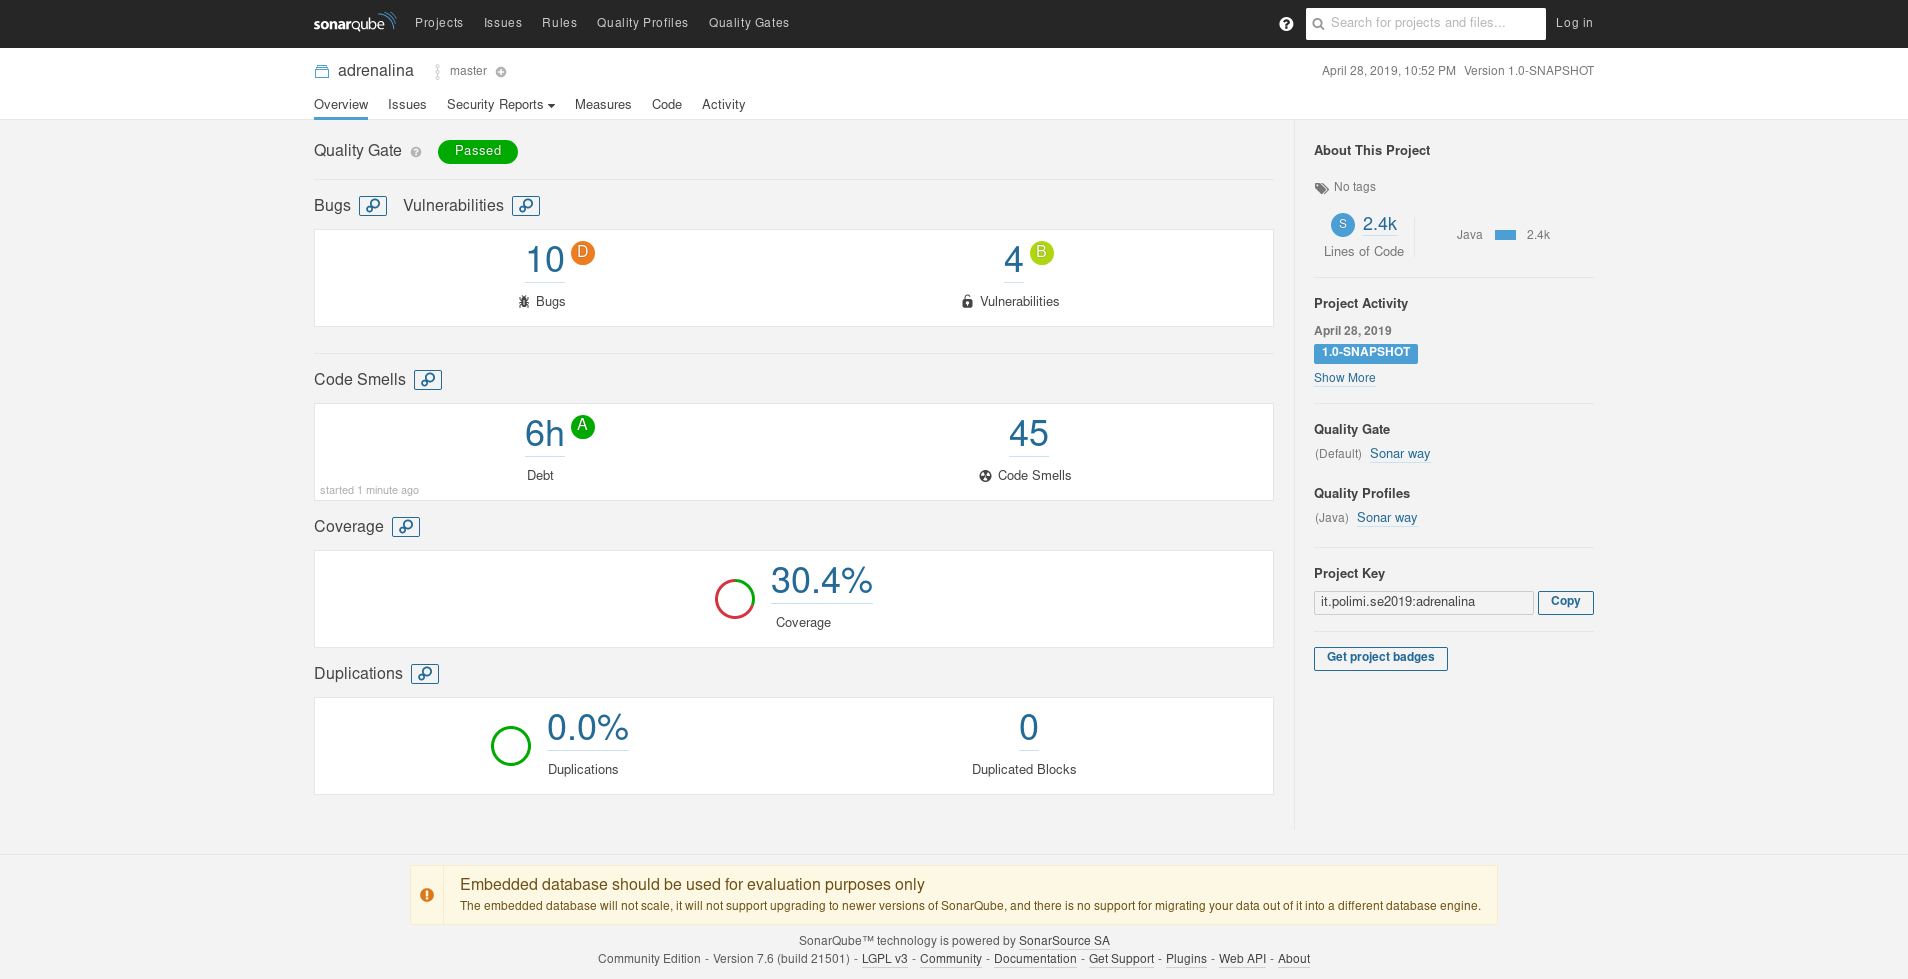 sonarqube Projects Issues Rules Quality Profiles Quality Gates ? Search for projects and files... Log in
adrenalina master April 28, 2019, 10:52 PM Version 1.0-SNAPSHOT
Overview Issues Security Reports Measures Code Activity
Quality Gate ? Passed
Bugs Vulnerabilities
10 D 4 B
Bugs Vulnerabilities
Code Smells
6h A 45
Debt Code Smells
started 1 minute ago
Coverage
30.4%
Coverage
Duplications
0.0% 0
Duplications Duplicated Blocks
About This Project
No tags
S 2.4k Java 2.4k
Lines of Code
Project Activity
April 28, 2019
1.0-SNAPSHOT
Show More
Quality Gate
(Default) Sonar way
Quality Profiles
(Java) Sonar way
Project Key
it.polimi.se2019:adrenalina Copy
Get project badges
Embedded database should be used for evaluation purposes only
The embedded database will not scale, it will not support upgrading to newer versions of SonarQube, and there is no support for migrating your data out of it into a different database engine.
SonarQube™ technology is powered by SonarSource SA
Community Edition - Version 7.6 (build 21501) - LGPL v3 - Community - Documentation - Get Support - Plugins - Web API - About